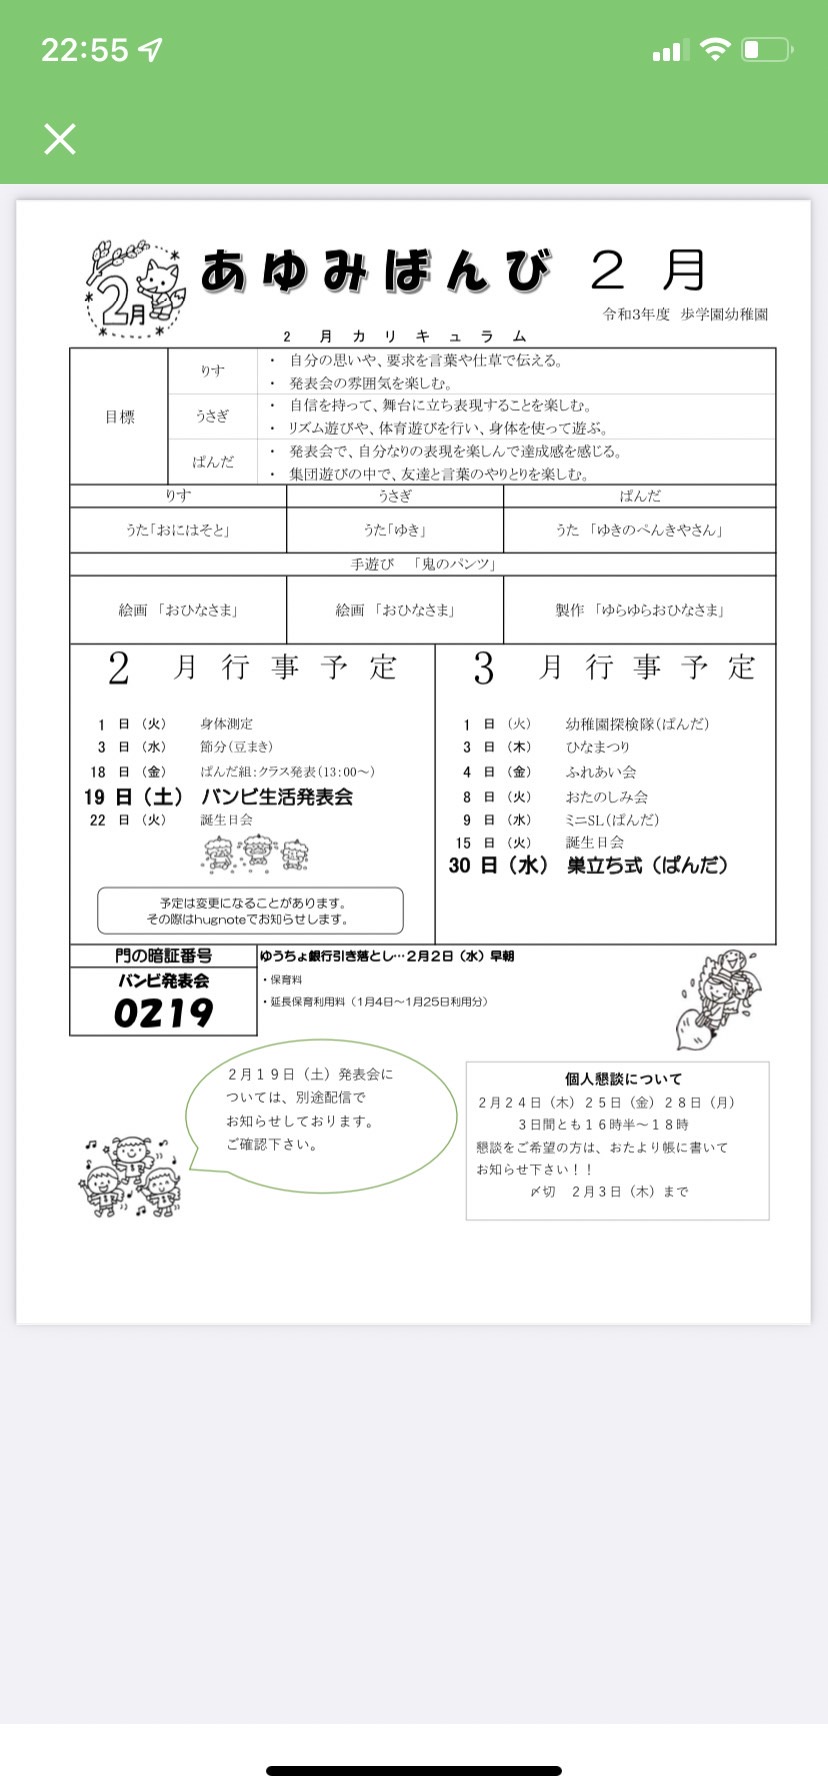 22:55
2月
あゆみばんび 2 月
令和3年度 歩学園幼稚園
2 月カリキュラム
目標
りす
・ 自分の思いや、要求を言葉や仕草で伝える。
・ 発表会の雰囲気を楽しむ。
うさぎ
・ 自信を持って、舞台に立ち表現することを楽しむ。
・ リズム遊びや、体育遊びを行い、身体を使って遊ぶ。
ぱんだ
・ 発表会で、自分なりの表現を楽しんで達成感を感じる。
・ 集団遊びの中で、友達と言葉のやりとりを楽しむ。
りす うさぎ ぱんだ
うた「おにはそと」 うた「ゆき」 うた 「ゆきのぺんきやさん」
手遊び 「鬼のパンツ」
絵画 「おひなさま」 絵画 「おひなさま」 製作 「ゆらゆらおひなさま」
2 月行事予定
1 日 (火) 身体測定
3 日 (水) 節分(豆まき)
18 日 (金) ぱんだ組:クラス発表(13:00~)
19 日 (土) バンビ生活発表会
22 日 (火) 誕生日会
予定は変更になることがあります。
その際はhugnoteでお知らせします。
3 月行事予定
1 日 (火) 幼稚園探検隊(ぱんだ)
3 日 (木) ひなまつり
4 日 (金) ふれあい会
8 日 (火) おたのしみ会
9 日 (水) ミニSL(ぱんだ)
15 日 (火) 誕生日会
30 日 (水) 巣立ち式 (ぱんだ)
門の暗証番号
バンビ発表会
0219
ゆうちょ銀行引き落とし…2月2日(水)早朝
・保育料
・延長保育利用料(1月4日~1月25日利用分)
2月19日(土)発表会に
ついては、別途配信で
お知らせしております。
ご確認下さい。
個人懇談について
2月24日(木)25日(金)28日(月)
3日間とも16時半~18時
懇談をご希望の方は、おたより帳に書いて
お知らせ下さい!!
〆切 2月3日(木)まで